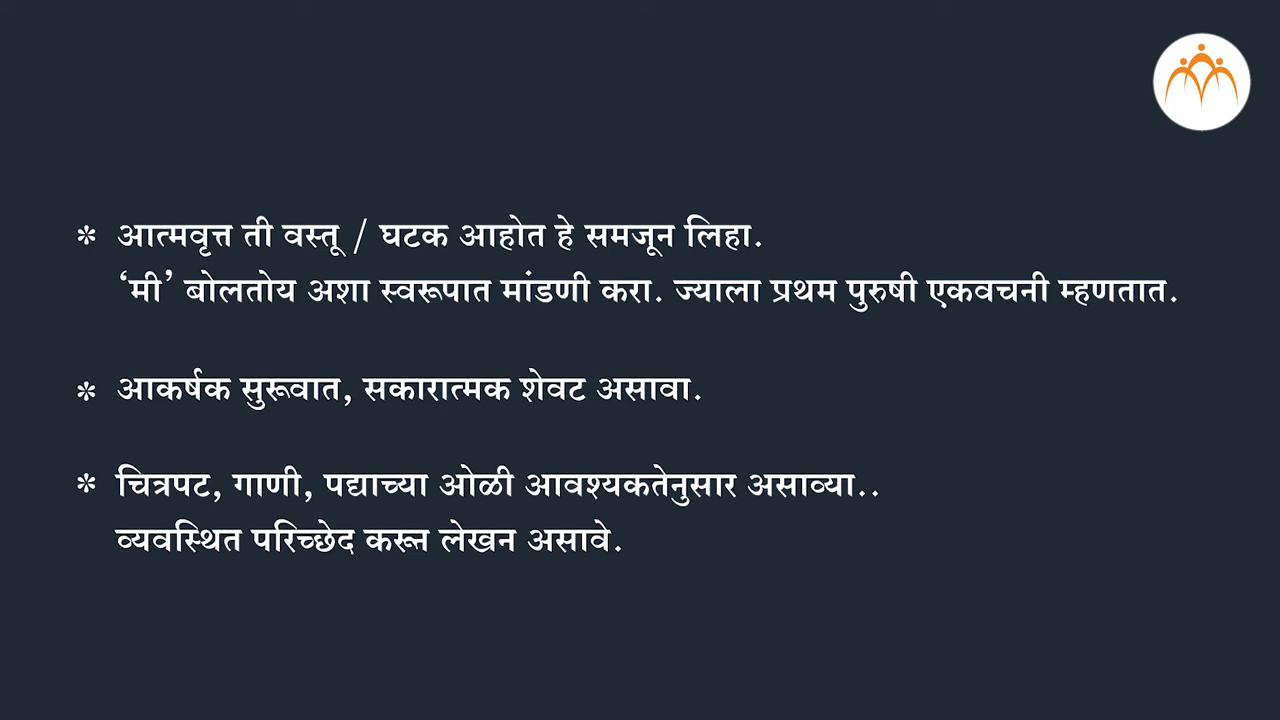 * आत्मवृत्त ती वस्तू / घटक आहोत हे समजून लिहा.
‘मी’ बोलतोय अशा स्वरूपात मांडणी करा. ज्याला प्रथम पुरुषी एकवचनी म्हणतात.
* आकर्षक सुरूवात, सकारात्मक शेवट असावा.
* चित्रपट, गाणी, पद्याच्या ओळी आवश्यकतेनुसार असाव्या..
व्यवस्थित परिच्छेद करून लेखन असावे.